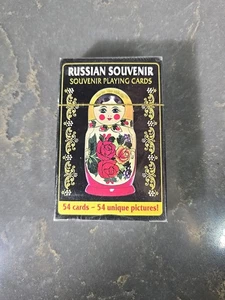 RUSSIAN SOUVENIR
SOUVENIR PLAYING CARDS
54 cards - 54 unique pictures!